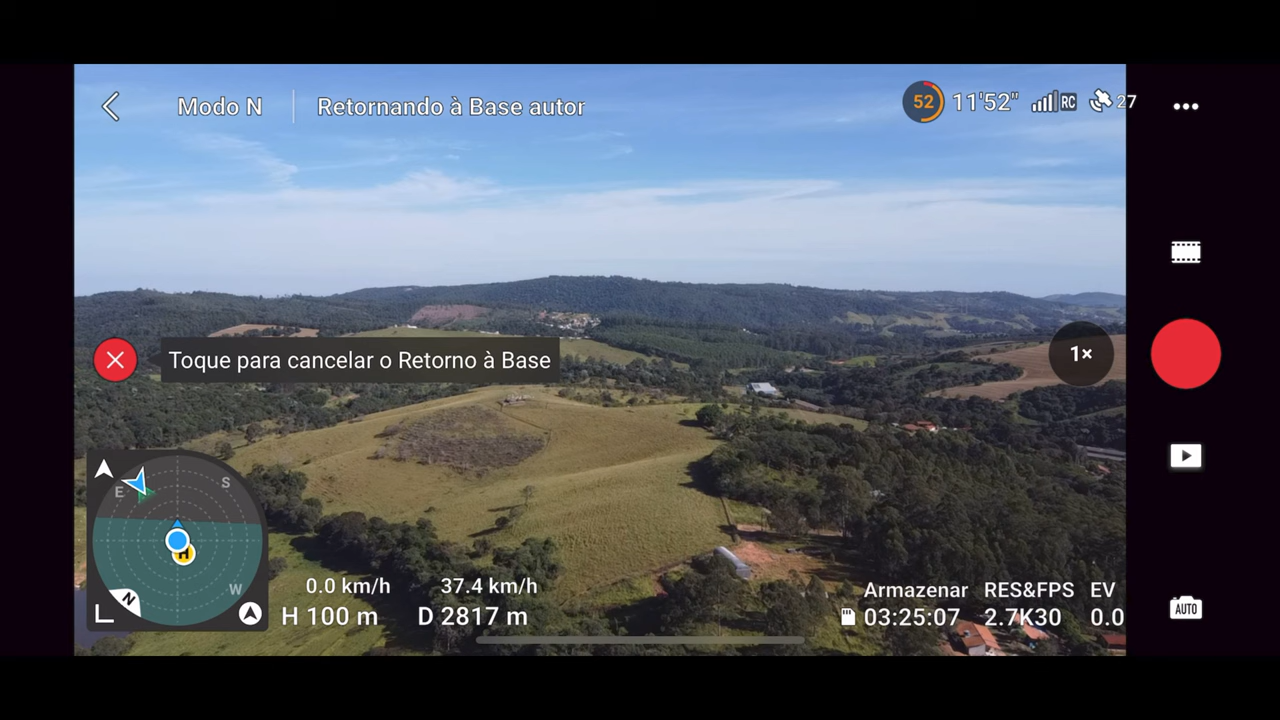 Modo N
Retornando à Base autor
52
11'52"
RC
27
Toque para cancelar o Retorno à Base
1×
E
S
W
N
H
0.0 km/h
37.4 km/h
H 100 m
D 2817 m
Armazenar
RES&FPS
EV
03:25:07
2.7K30
0.0
AUTO